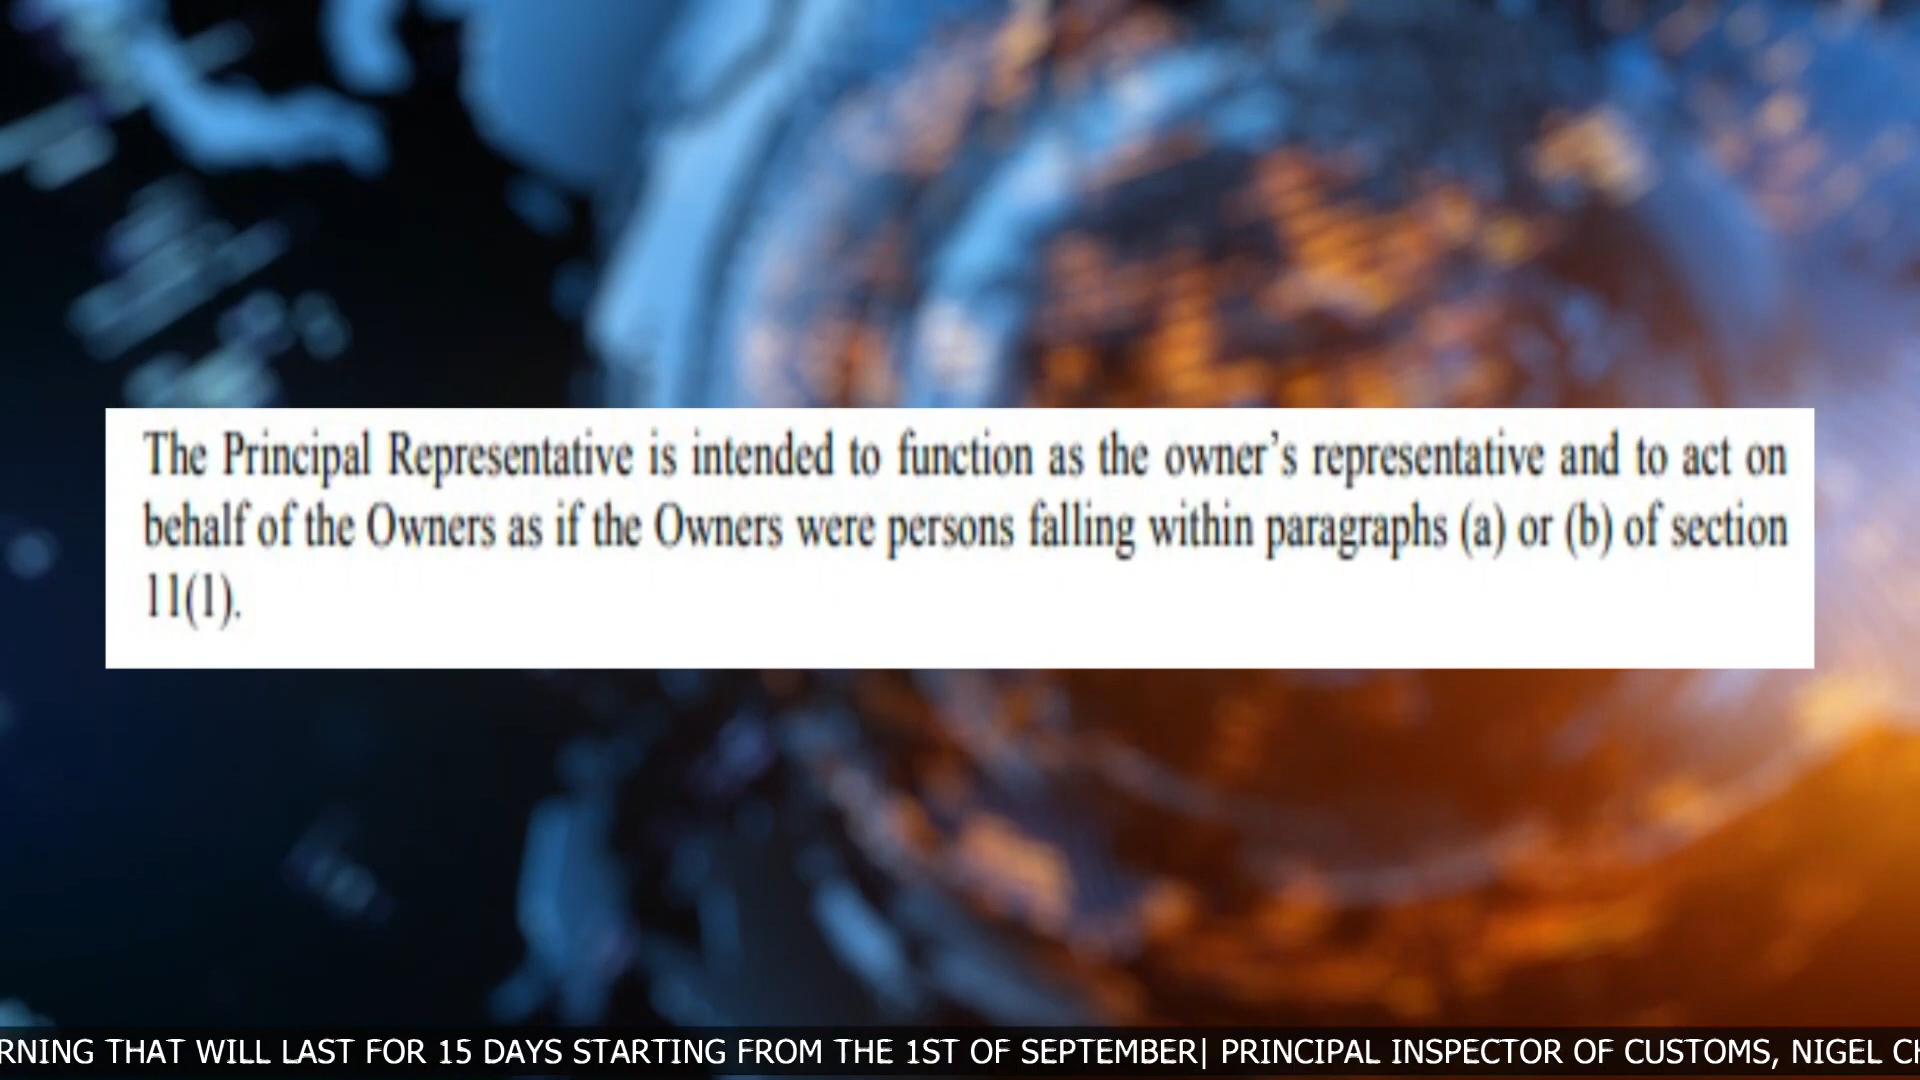 The Principal Representative is intended to function as the owner’s representative and to act on
behalf of the Owners as if the Owners were persons falling within paragraphs (a) or (b) of section
11(1).
THAT WILL LAST FOR 15 DAYS STARTING FROM THE 1ST OF SEPTEMBER| PRINCIPAL INSPECTOR OF CUSTOMS, NIGEL